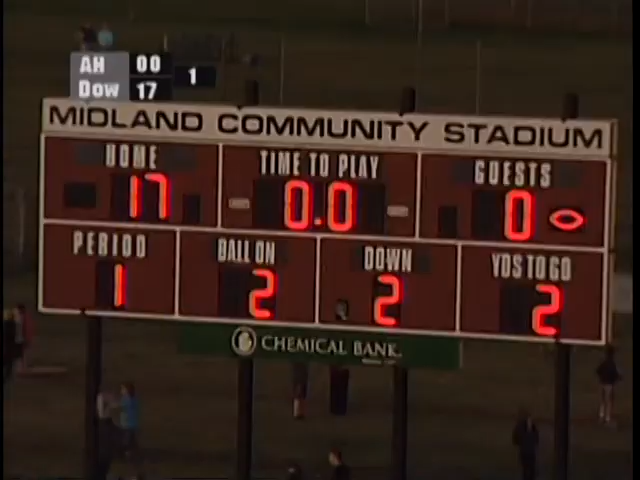 AH 00 1
Dow 17
MIDLAND COMMUNITY STADIUM
HOME TIME TO PLAY GUESTS
17 0.0 0
PERIOD BALL ON DOWN YDS TO GO
1 2 2 2
CHEMICAL BANK.